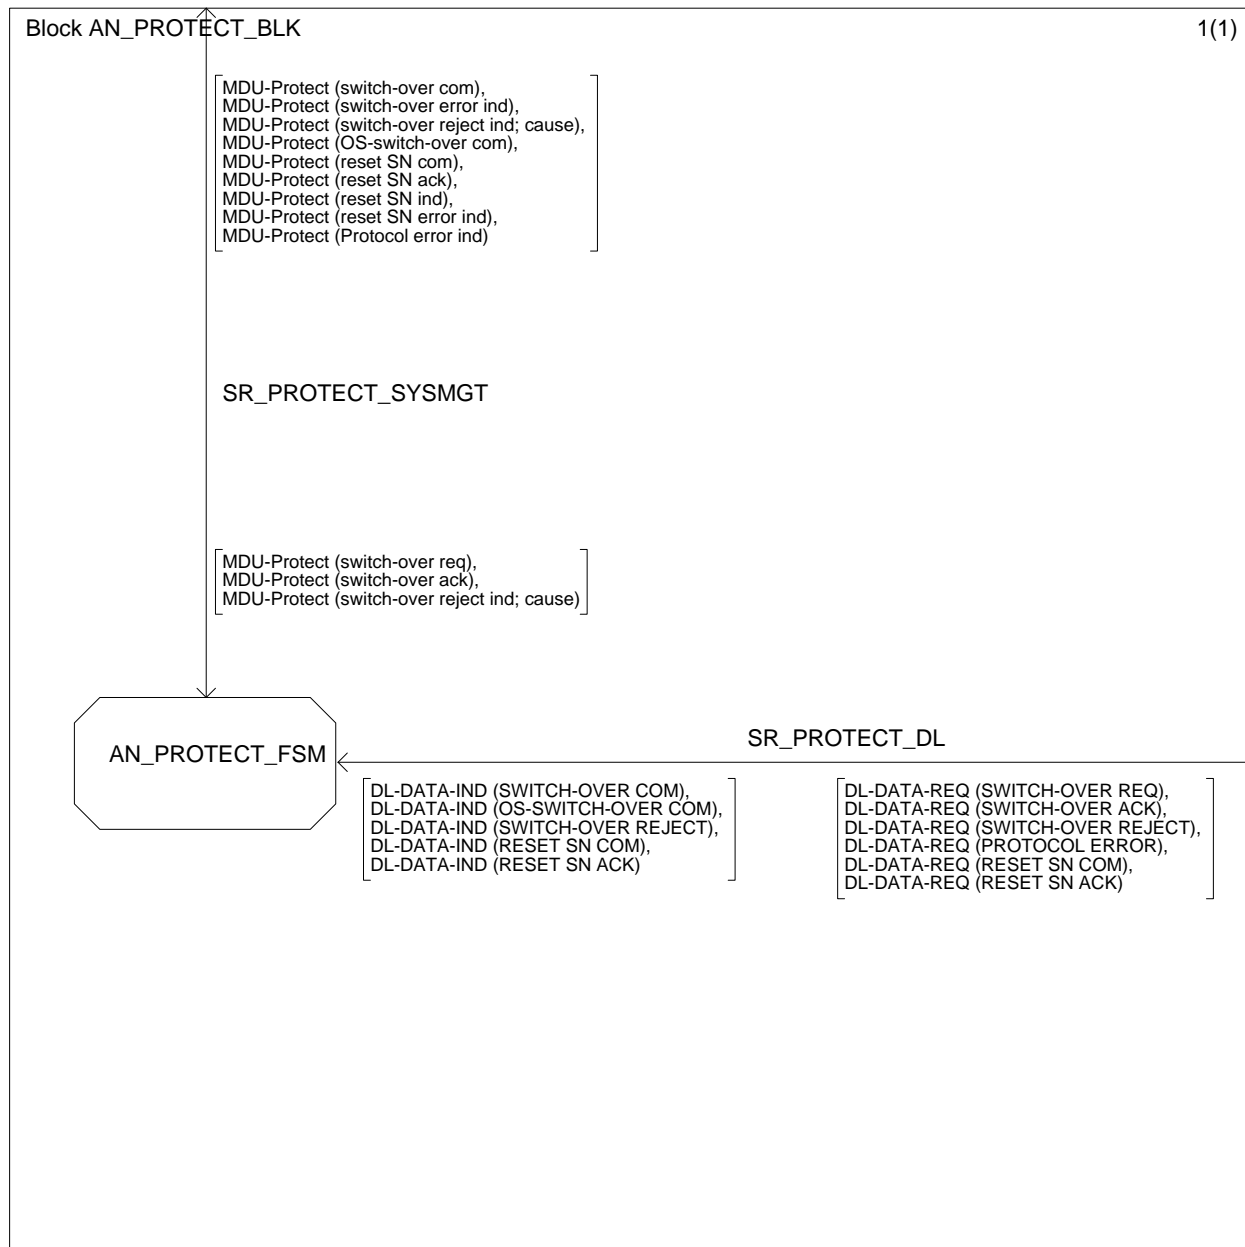 Block AN_PROTECT_BLK
1(1)
MDU-Protect (switch-over com),
MDU-Protect (switch-over error ind),
MDU-Protect (switch-over reject ind; cause),
MDU-Protect (OS-switch-over com),
MDU-Protect (reset SN com),
MDU-Protect (reset SN ack),
MDU-Protect (reset SN ind),
MDU-Protect (reset SN error ind),
MDU-Protect (Protocol error ind)
SR_PROTECT_SYSMGT
MDU-Protect (switch-over req),
MDU-Protect (switch-over ack),
MDU-Protect (switch-over reject ind; cause)
AN_PROTECT_FSM
SR_PROTECT_DL
DL-DATA-IND (SWITCH-OVER COM),
DL-DATA-IND (OS-SWITCH-OVER COM),
DL-DATA-IND (SWITCH-OVER REJECT),
DL-DATA-IND (RESET SN COM),
DL-DATA-IND (RESET SN ACK)
DL-DATA-REQ (SWITCH-OVER REQ),
DL-DATA-REQ (SWITCH-OVER ACK),
DL-DATA-REQ (SWITCH-OVER REJECT),
DL-DATA-REQ (PROTOCOL ERROR),
DL-DATA-REQ (RESET SN COM),
DL-DATA-REQ (RESET SN ACK)